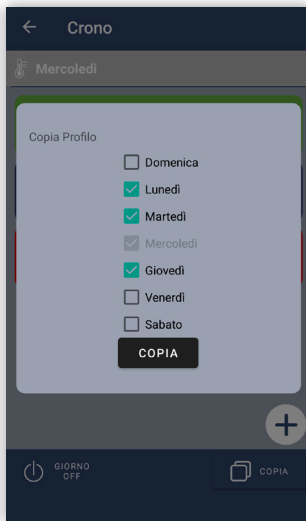 Crono
Mercoledì
Copia Profilo
Domenica
Lunedì
Martedì
Mercoledì
Giovedì
Venerdì
Sabato
COPIA
GIORNO
OFF
COPIA